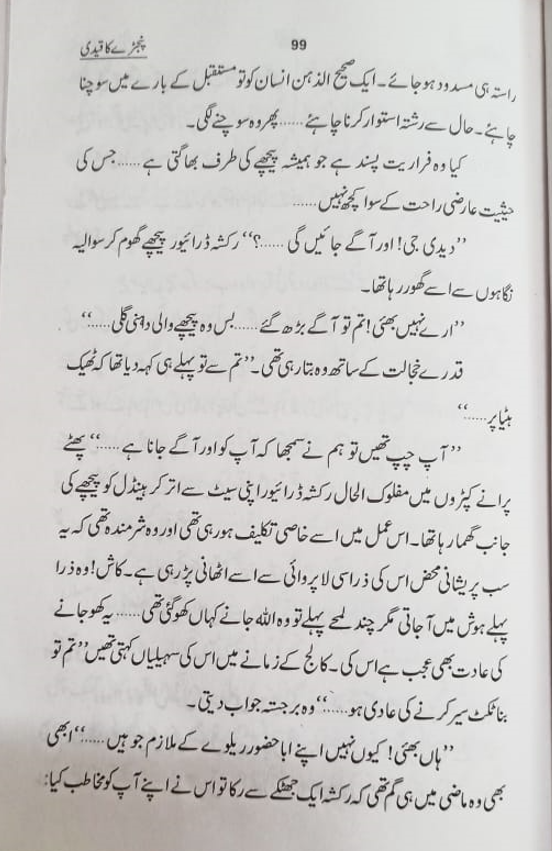 99
پنجرے کا قیدی
راستہ ہی مسدود ہو جائے۔ ایک صحیح الذہن انسان کو تو مستقبل کے بارے میں سوچنا
چاہئے۔ حال سے رشتہ استوار کرنا چاہئے...... پھر وہ سوچنے لگی۔
کیا وہ فراریت پسند ہے جو ہمیشہ پیچھے کی طرف بھاگتی ہے...... جس کی
حیثیت عارضی راحت کے سوا کچھ نہیں......
’’دیدی جی! اور آگے جائیں گی ......؟‘‘ رکشہ ڈرائیور پیچھے گھوم کر سوالیہ
نگاہوں سے اسے گھور رہا تھا۔
’’ارے نہیں بھئی! تم تو آگے بڑھ گئے...... بس وہ پیچھے والی داہنی گلی......‘‘
قدرے خجالت کے ساتھ وہ بتا رہی تھی۔ ’’تم سے تو پہلے ہی کہہ دیا تھا کہ ٹھیک
بٹیا پر.....‘‘
’’آپ چپ تھیں تو ہم نے سمجھا کہ آپ کو اور آگے جانا ہے.....‘‘ پھٹے
پرانے کپڑوں میں مفلوک الحال رکشہ ڈرائیور اپنی سیٹ سے اتر کر ہینڈل کو پیچھے کی
جانب گھما رہا تھا۔ اس عمل میں اسے خاصی تکلیف ہو رہی تھی اور وہ شرمندہ تھی کہ یہ
سب پریشانی محض اس کی ذرا سی لاپروائی سے اسے اٹھانی پڑ رہی ہے۔ کاش! وہ ذرا
پہلے ہوش میں آجاتی مگر چند لمحے پہلے تو وہ اللہ جانے کہاں کھو گئی تھی...... یہ کھو جانے
کی عادت بھی عجب ہے اس کی۔ کالج کے زمانے میں اس کی سہیلیاں کہتی تھیں ’’تم تو
بنا ٹکٹ سیر کرنے کی عادی ہو.....‘‘ وہ برجستہ جواب دیتی۔
’’ہاں بھئی! کیوں نہیں اپنے ابا حضور ریلوے کے ملازم جو ہیں.....‘‘ ابھی
بھی وہ ماضی میں ہی گم تھی کہ رکشہ ایک جھٹکے سے رکا تو اس نے اپنے آپ کو مخاطب کیا: